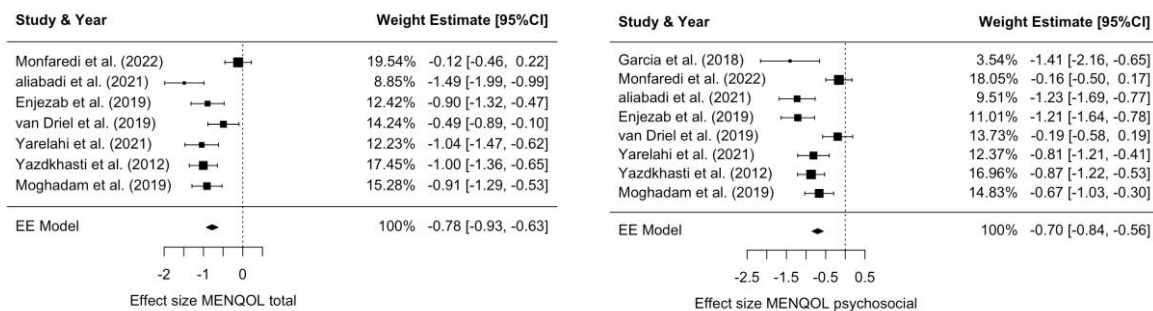 Study & Year Weight Estimate [95%CI]
Monfaredi et al. (2022) 19.54% -0.12 [-0.46, 0.22]
aliabadi et al. (2021) 8.85% -1.49 [-1.99, -0.99]
Enjezab et al. (2019) 12.42% -0.90 [-1.32, -0.47]
van Driel et al. (2019) 14.24% -0.49 [-0.89, -0.10]
Yarelahi et al. (2021) 12.23% -1.04 [-1.47, -0.62]
Yazdkhasti et al. (2012) 17.45% -1.00 [-1.36, -0.65]
Moghadam et al. (2019) 15.28% -0.91 [-1.29, -0.53]
EE Model 100% -0.78 [-0.93, -0.63]
-2 -1 0
Effect size MENQOL total
Study & Year Weight Estimate [95%CI]
Garcia et al. (2018) 3.54% -1.41 [-2.16, -0.65]
Monfaredi et al. (2022) 18.05% -0.16 [-0.50, 0.17]
aliabadi et al. (2021) 9.51% -1.23 [-1.69, -0.77]
Enjezab et al. (2019) 11.01% -1.21 [-1.64, -0.78]
van Driel et al. (2019) 13.73% -0.19 [-0.58, 0.19]
Yarelahi et al. (2021) 12.37% -0.81 [-1.21, -0.41]
Yazdkhasti et al. (2012) 16.96% -0.87 [-1.22, -0.53]
Moghadam et al. (2019) 14.83% -0.67 [-1.03, -0.30]
EE Model 100% -0.70 [-0.84, -0.56]
-2.5 -1.5 -0.5 0.5
Effect size MENQOL psychosocial